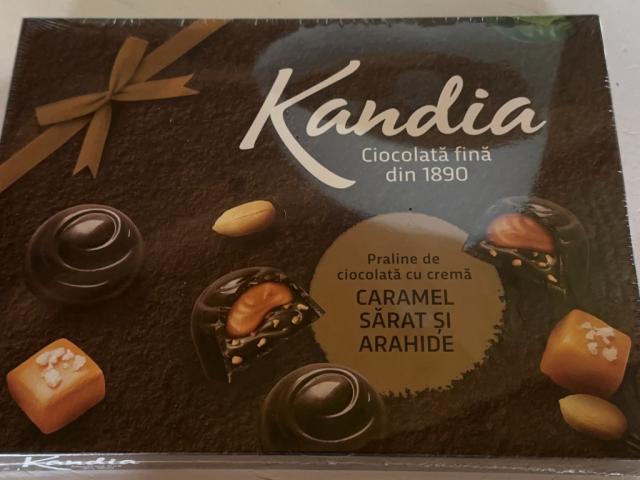 Kandia
Ciocolată fină
din 1890
Praline de
ciocolată cu cremă
CARAMEL
SĂRAT ȘI
ARAHIDE
Kandia